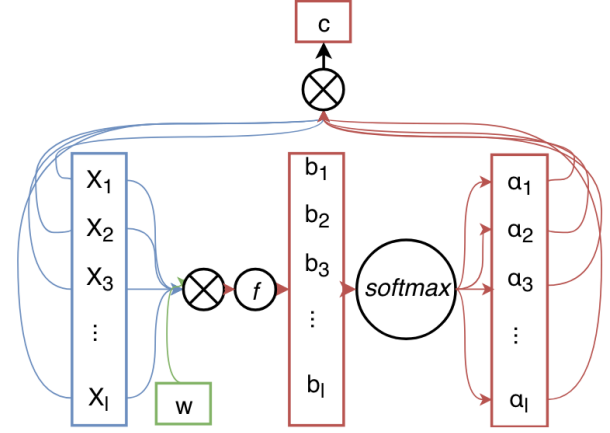 c
X1
X2
X3
...
Xl
w
f
b1
b2
b3
...
bl
softmax
α1
α2
α3
...
αl